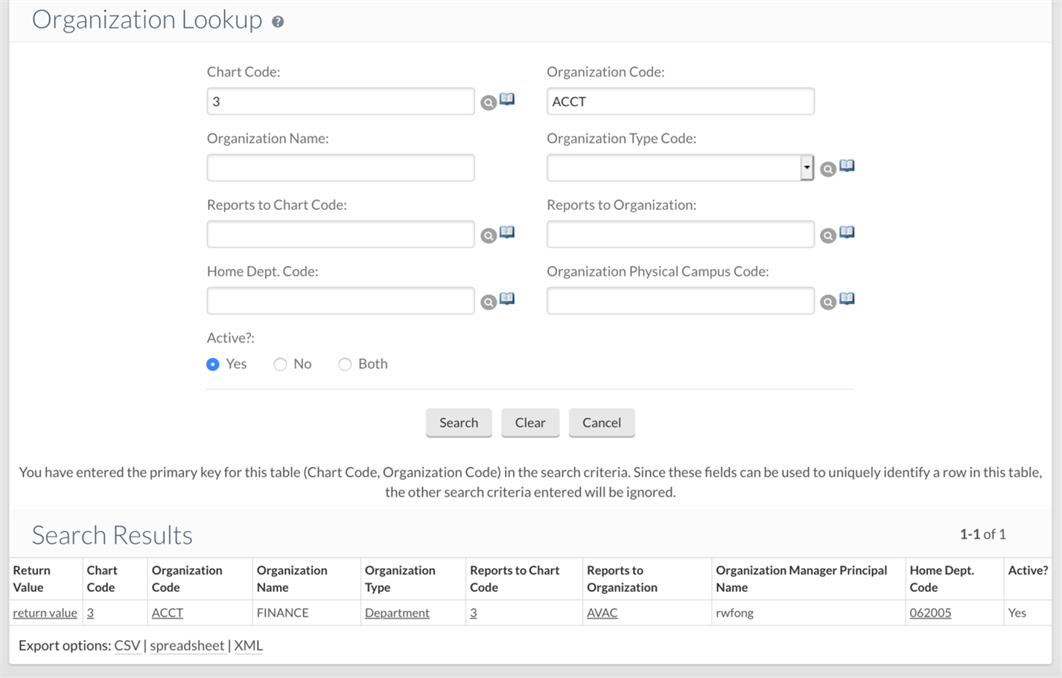 Organization Lookup ?
Chart Code: Organization Code:
3 ACCT
Organization Name: Organization Type Code:
Reports to Chart Code: Reports to Organization:
Home Dept. Code: Organization Physical Campus Code:
Active?:
Yes No Both
Search Clear Cancel
You have entered the primary key for this table (Chart Code, Organization Code) in the search criteria. Since these fields can be used to uniquely identify a row in this table,
the other search criteria entered will be ignored.
Search Results 1-1 of 1
Return Chart Organization Organization Organization Reports to Chart Reports to Organization Manager Principal Home Dept. Active?
Value Code Code Name Type Code Organization Name Code
return value 3 ACCT FINANCE Department 3 AVAC rwfong 062005 Yes
Export options: CSV | spreadsheet | XML